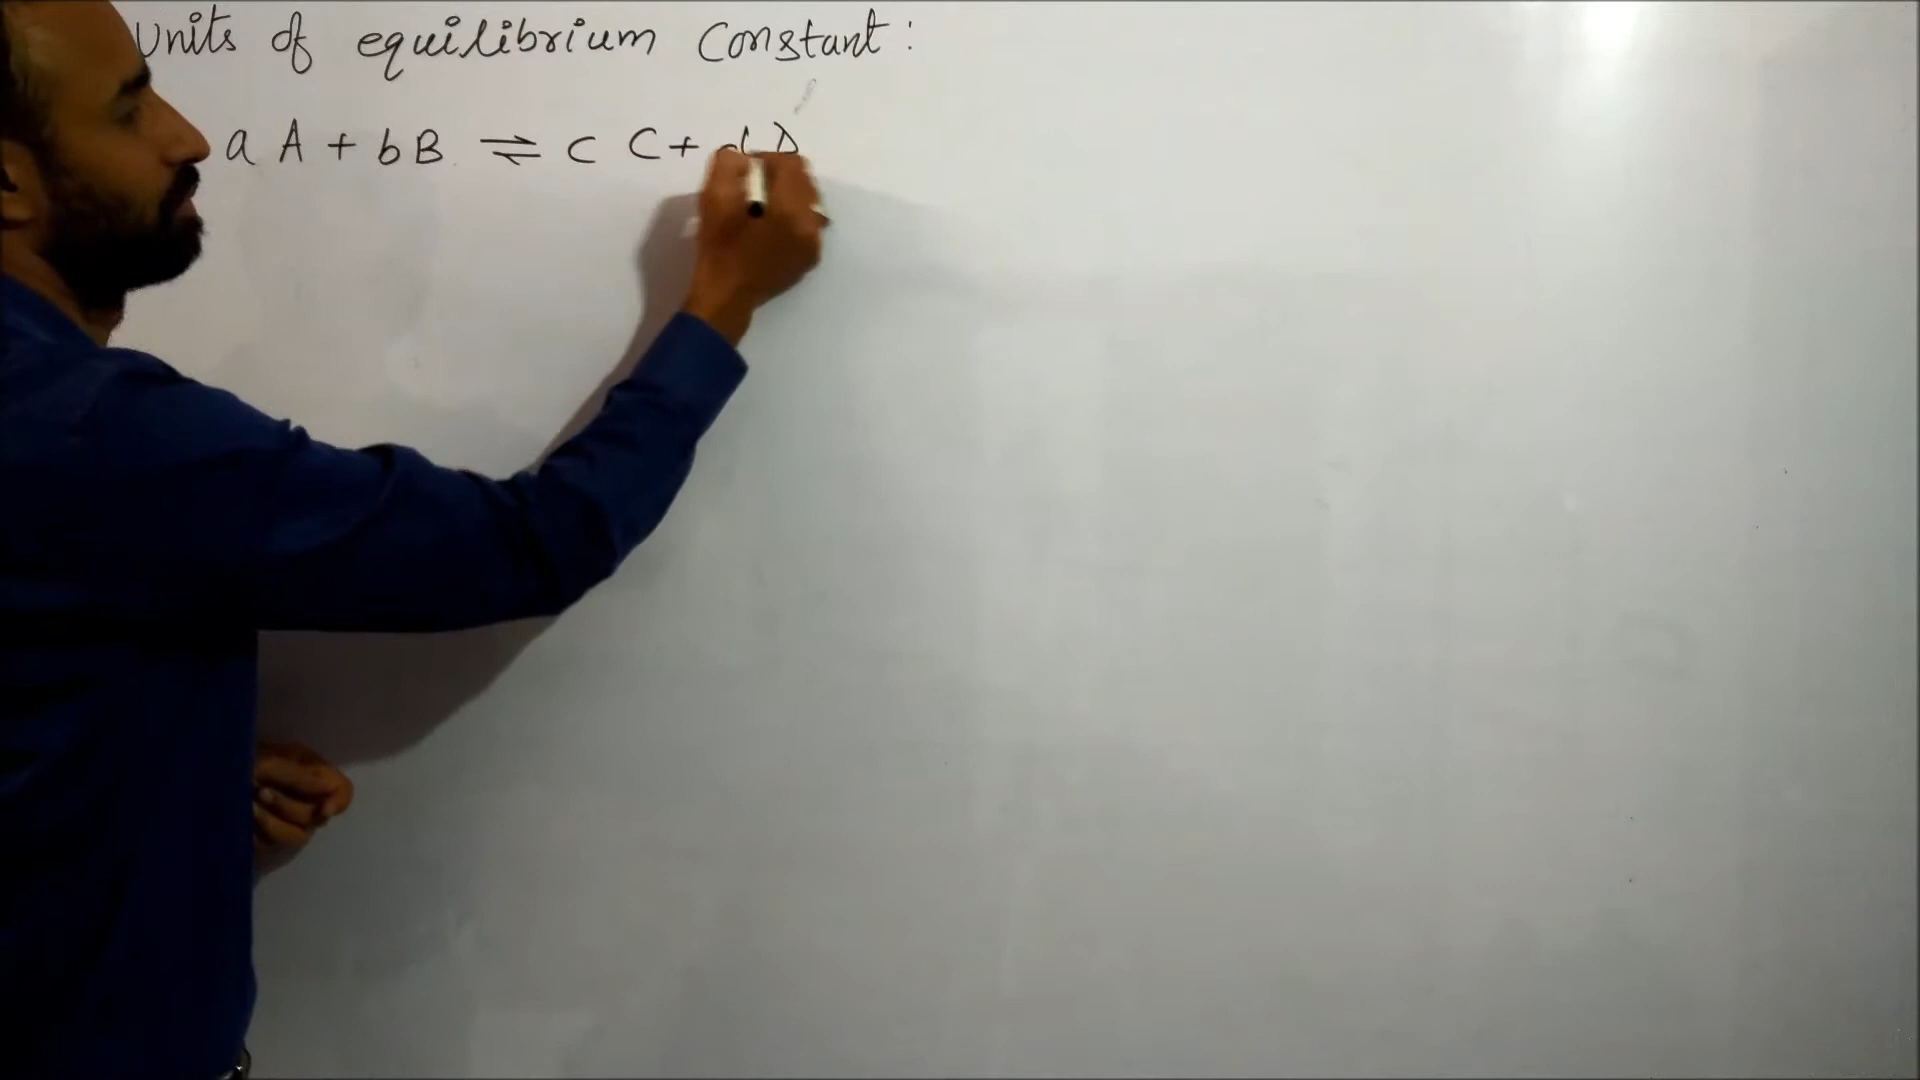 Units of equilibrium Constant :
a A + b B ⇌ c C + d D